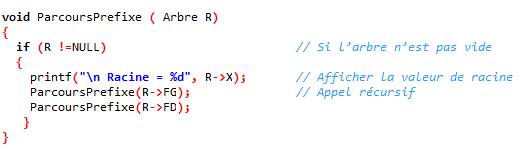 void ParcoursPrefixe ( Arbre R)
{
if (R !=NULL) // Si l’arbre n’est pas vide
{
printf("\n Racine = %d", R->X); // Afficher la valeur de racine
ParcoursPrefixe(R->FG); // Appel récursif
ParcoursPrefixe(R->FD);
}
}